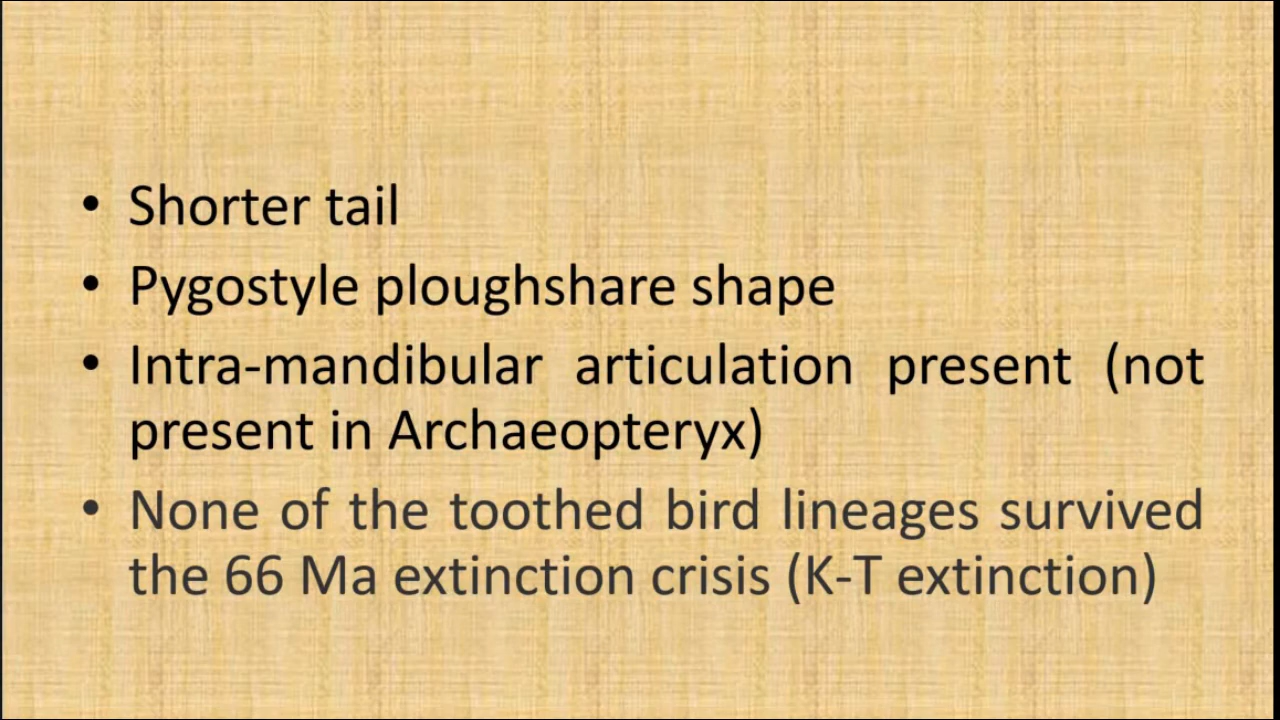 • Shorter tail
• Pygostyle ploughshare shape
• Intra-mandibular articulation present (not
present in Archaeopteryx)
• None of the toothed bird lineages survived
the 66 Ma extinction crisis (K-T extinction)